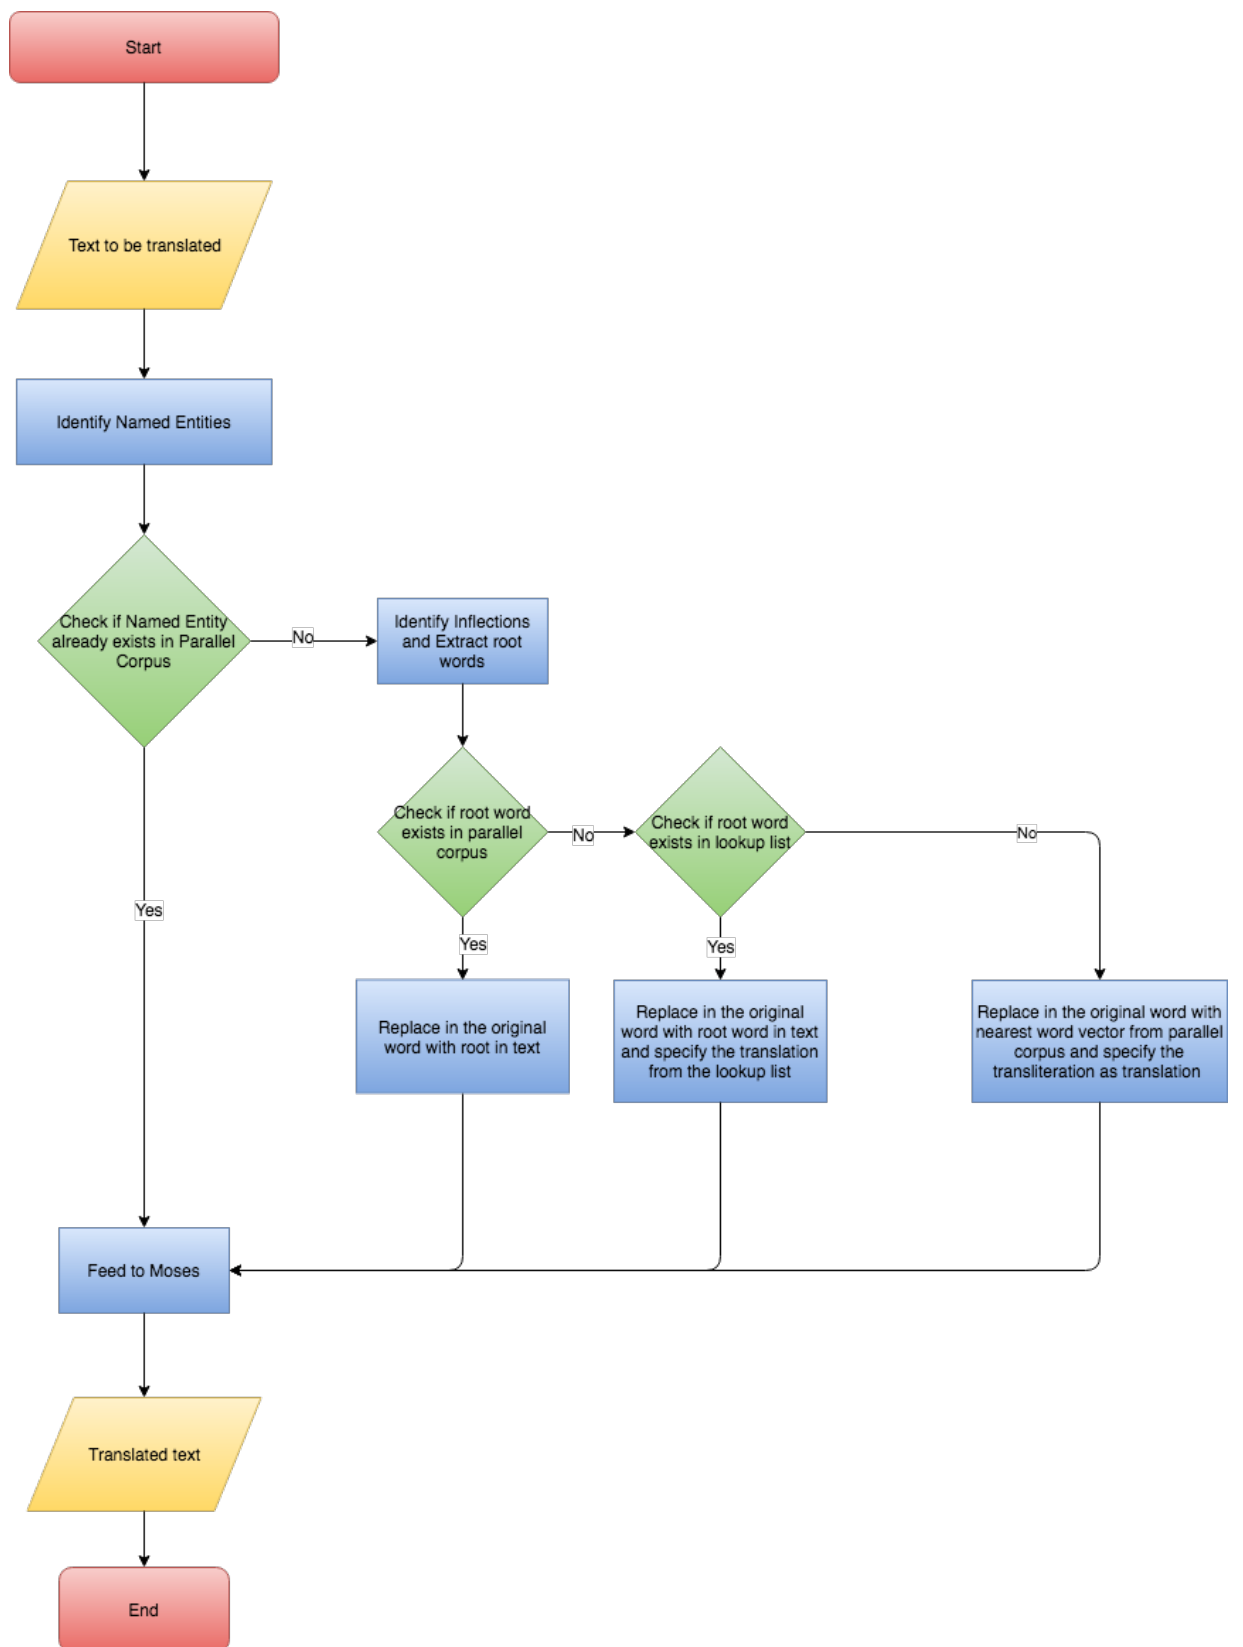 Start
Text to be translated
Identify Named Entities
Check if Named Entity
already exists in Parallel
Corpus
No
Identify Inflections
and Extract root
words
Check if root word
exists in parallel
corpus
No
Check if root word
exists in lookup list
No
Yes
Yes
Yes
Replace in the original
word with root in text
Replace in the original
word with root word in text
and specify the translation
from the lookup list
Replace in the original word with
nearest word vector from parallel
corpus and specify the
transliteration as translation
Feed to Moses
Translated text
End